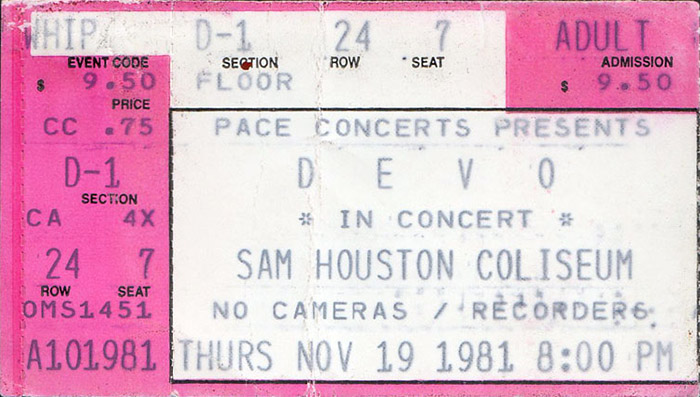 WHIP D-1 24 7 ADULT
EVENT CODE SECTION ROW SEAT ADMISSION
$ 9.50 FLOOR $ 9.50
PRICE
CC .75 PACE CONCERTS PRESENTS
D-1 D E V O
SECTION
CA 4X * IN CONCERT *
24 7 SAM HOUSTON COLISEUM
ROW SEAT
OMS1451 NO CAMERAS / RECORDERS
A101981 THURS NOV 19 1981 8:00 PM